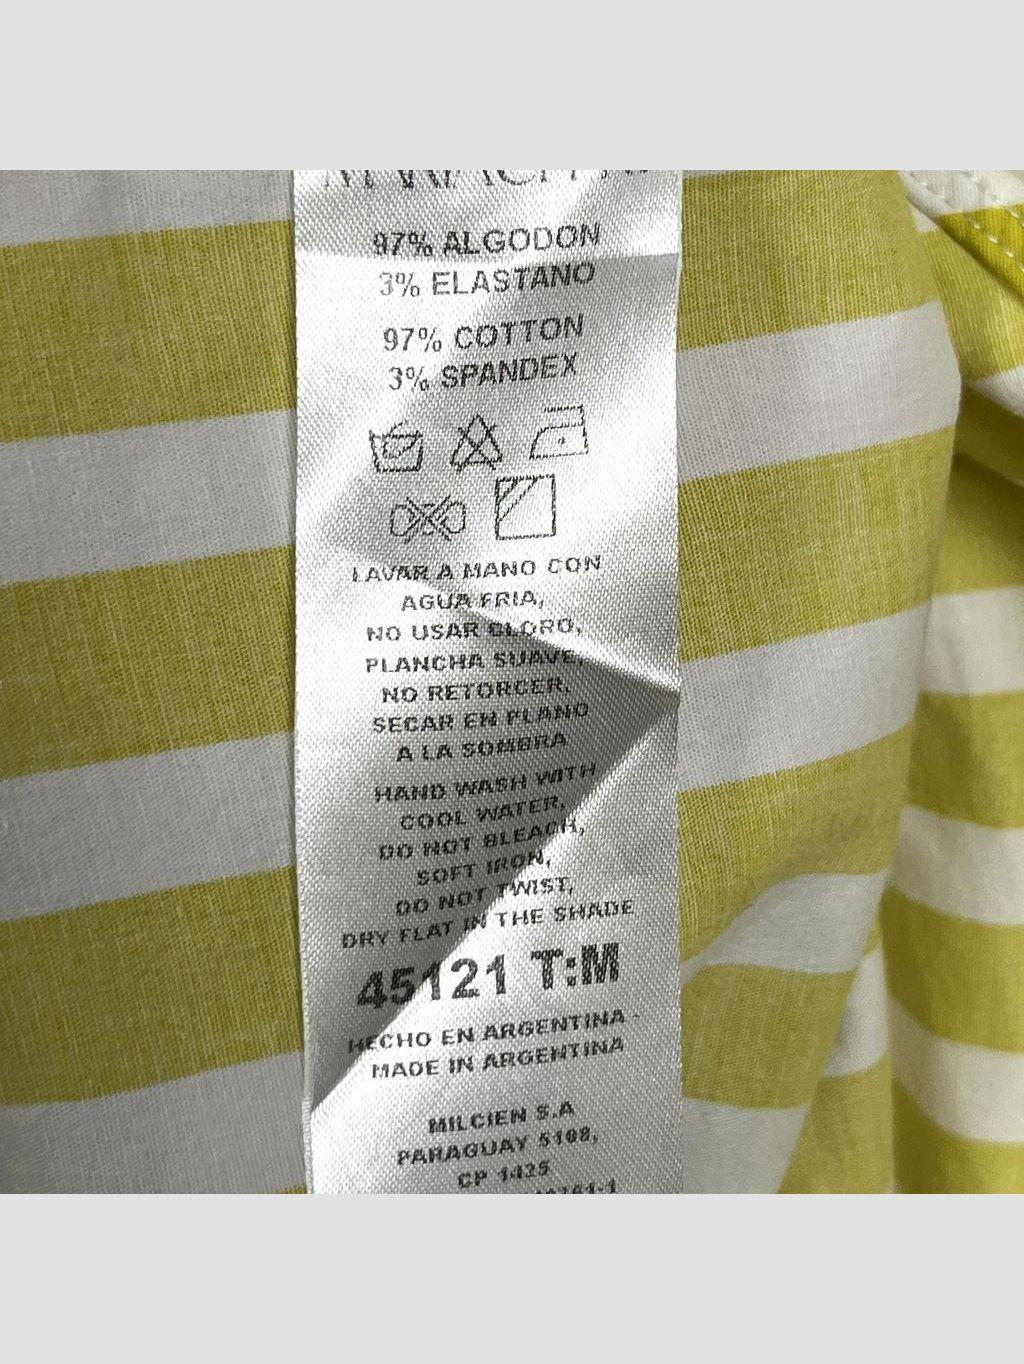 97% ALGODON
3% ELASTANO
97% COTTON
3% SPANDEX
LAVAR A MANO CON
AGUA FRIA,
NO USAR CLORO,
PLANCHA SUAVE,
NO RETORCER,
SECAR EN PLANO
A LA SOMBRA
HAND WASH WITH
COOL WATER,
DO NOT BLEACH,
SOFT IRON,
DO NOT TWIST,
DRY FLAT IN THE SHADE
45121 T:M
HECHO EN ARGENTINA -
MADE IN ARGENTINA
MILCIEN S.A
PARAGUAY 5108,
CP 1425